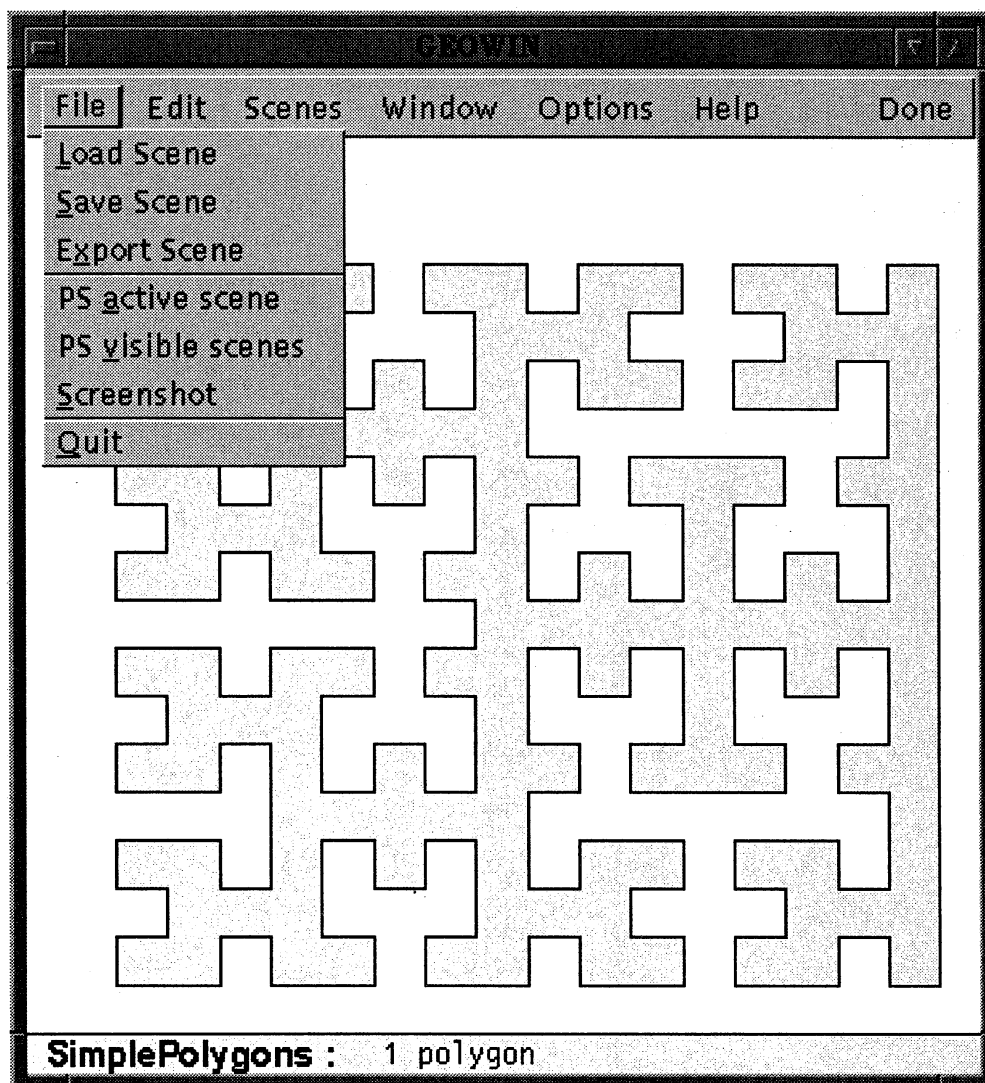 GEOWIN
File Edit Scenes Window Options Help Done
Load Scene
Save Scene
Export Scene
PS active scene
PS visible scenes
Screenshot
Quit
SimplePolygons : 1 polygon